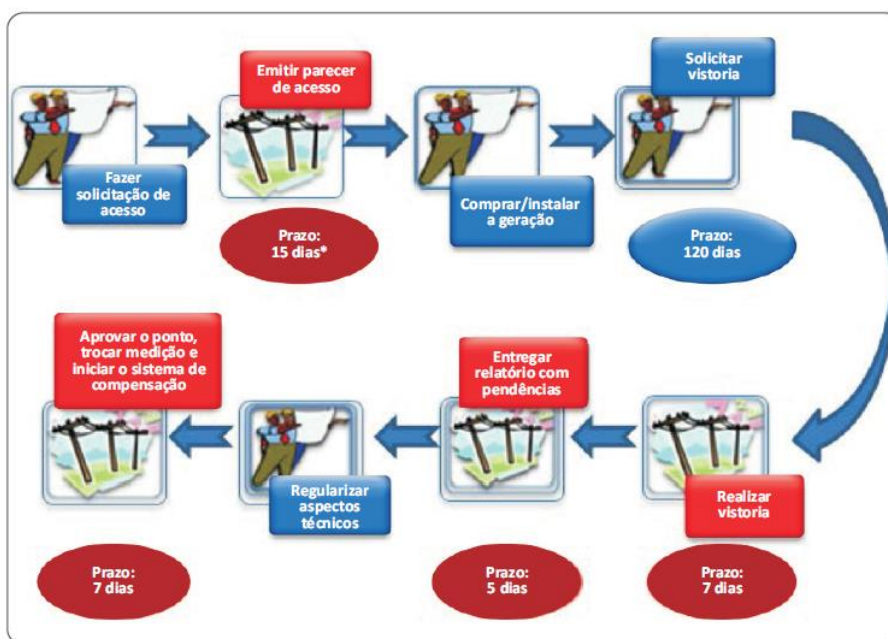 Fazer
solicitação de
acesso
Emitir parecer
de acesso
Prazo:
15 dias*
Comprar/instalar
a geração
Solicitar
vistoria
Prazo:
120 dias
Realizar
vistoria
Prazo:
7 dias
Entregar
relatório com
pendências
Prazo:
5 dias
Regularizar
aspectos
técnicos
Aprovar o ponto,
trocar medição e
iniciar o sistema de
compensação
Prazo:
7 dias